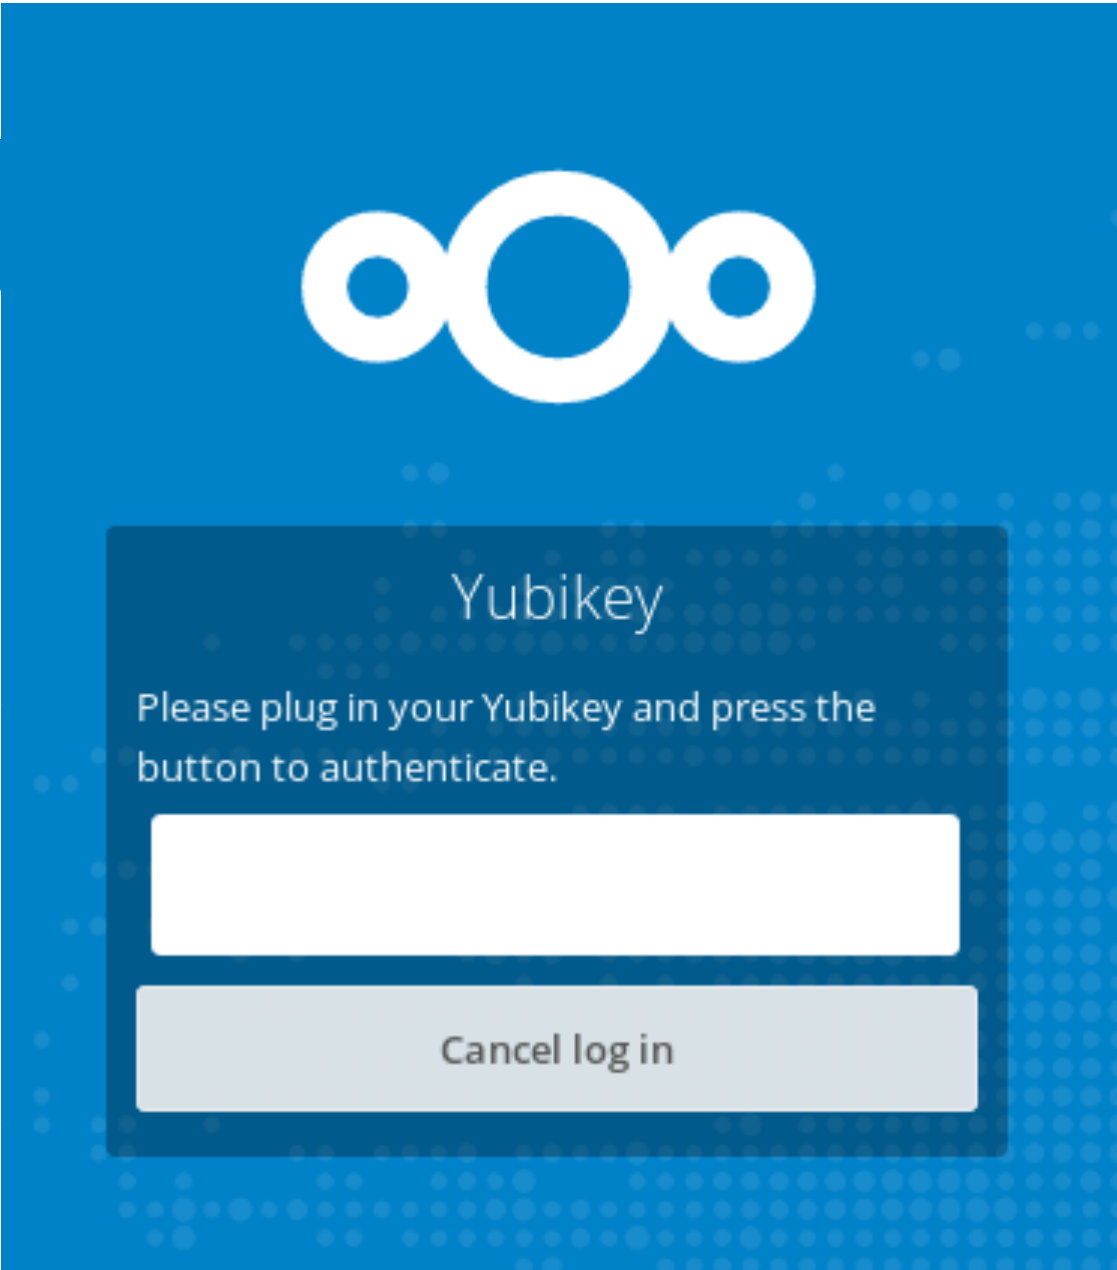 Yubikey
Please plug in your Yubikey and press the
button to authenticate.
Cancel log in